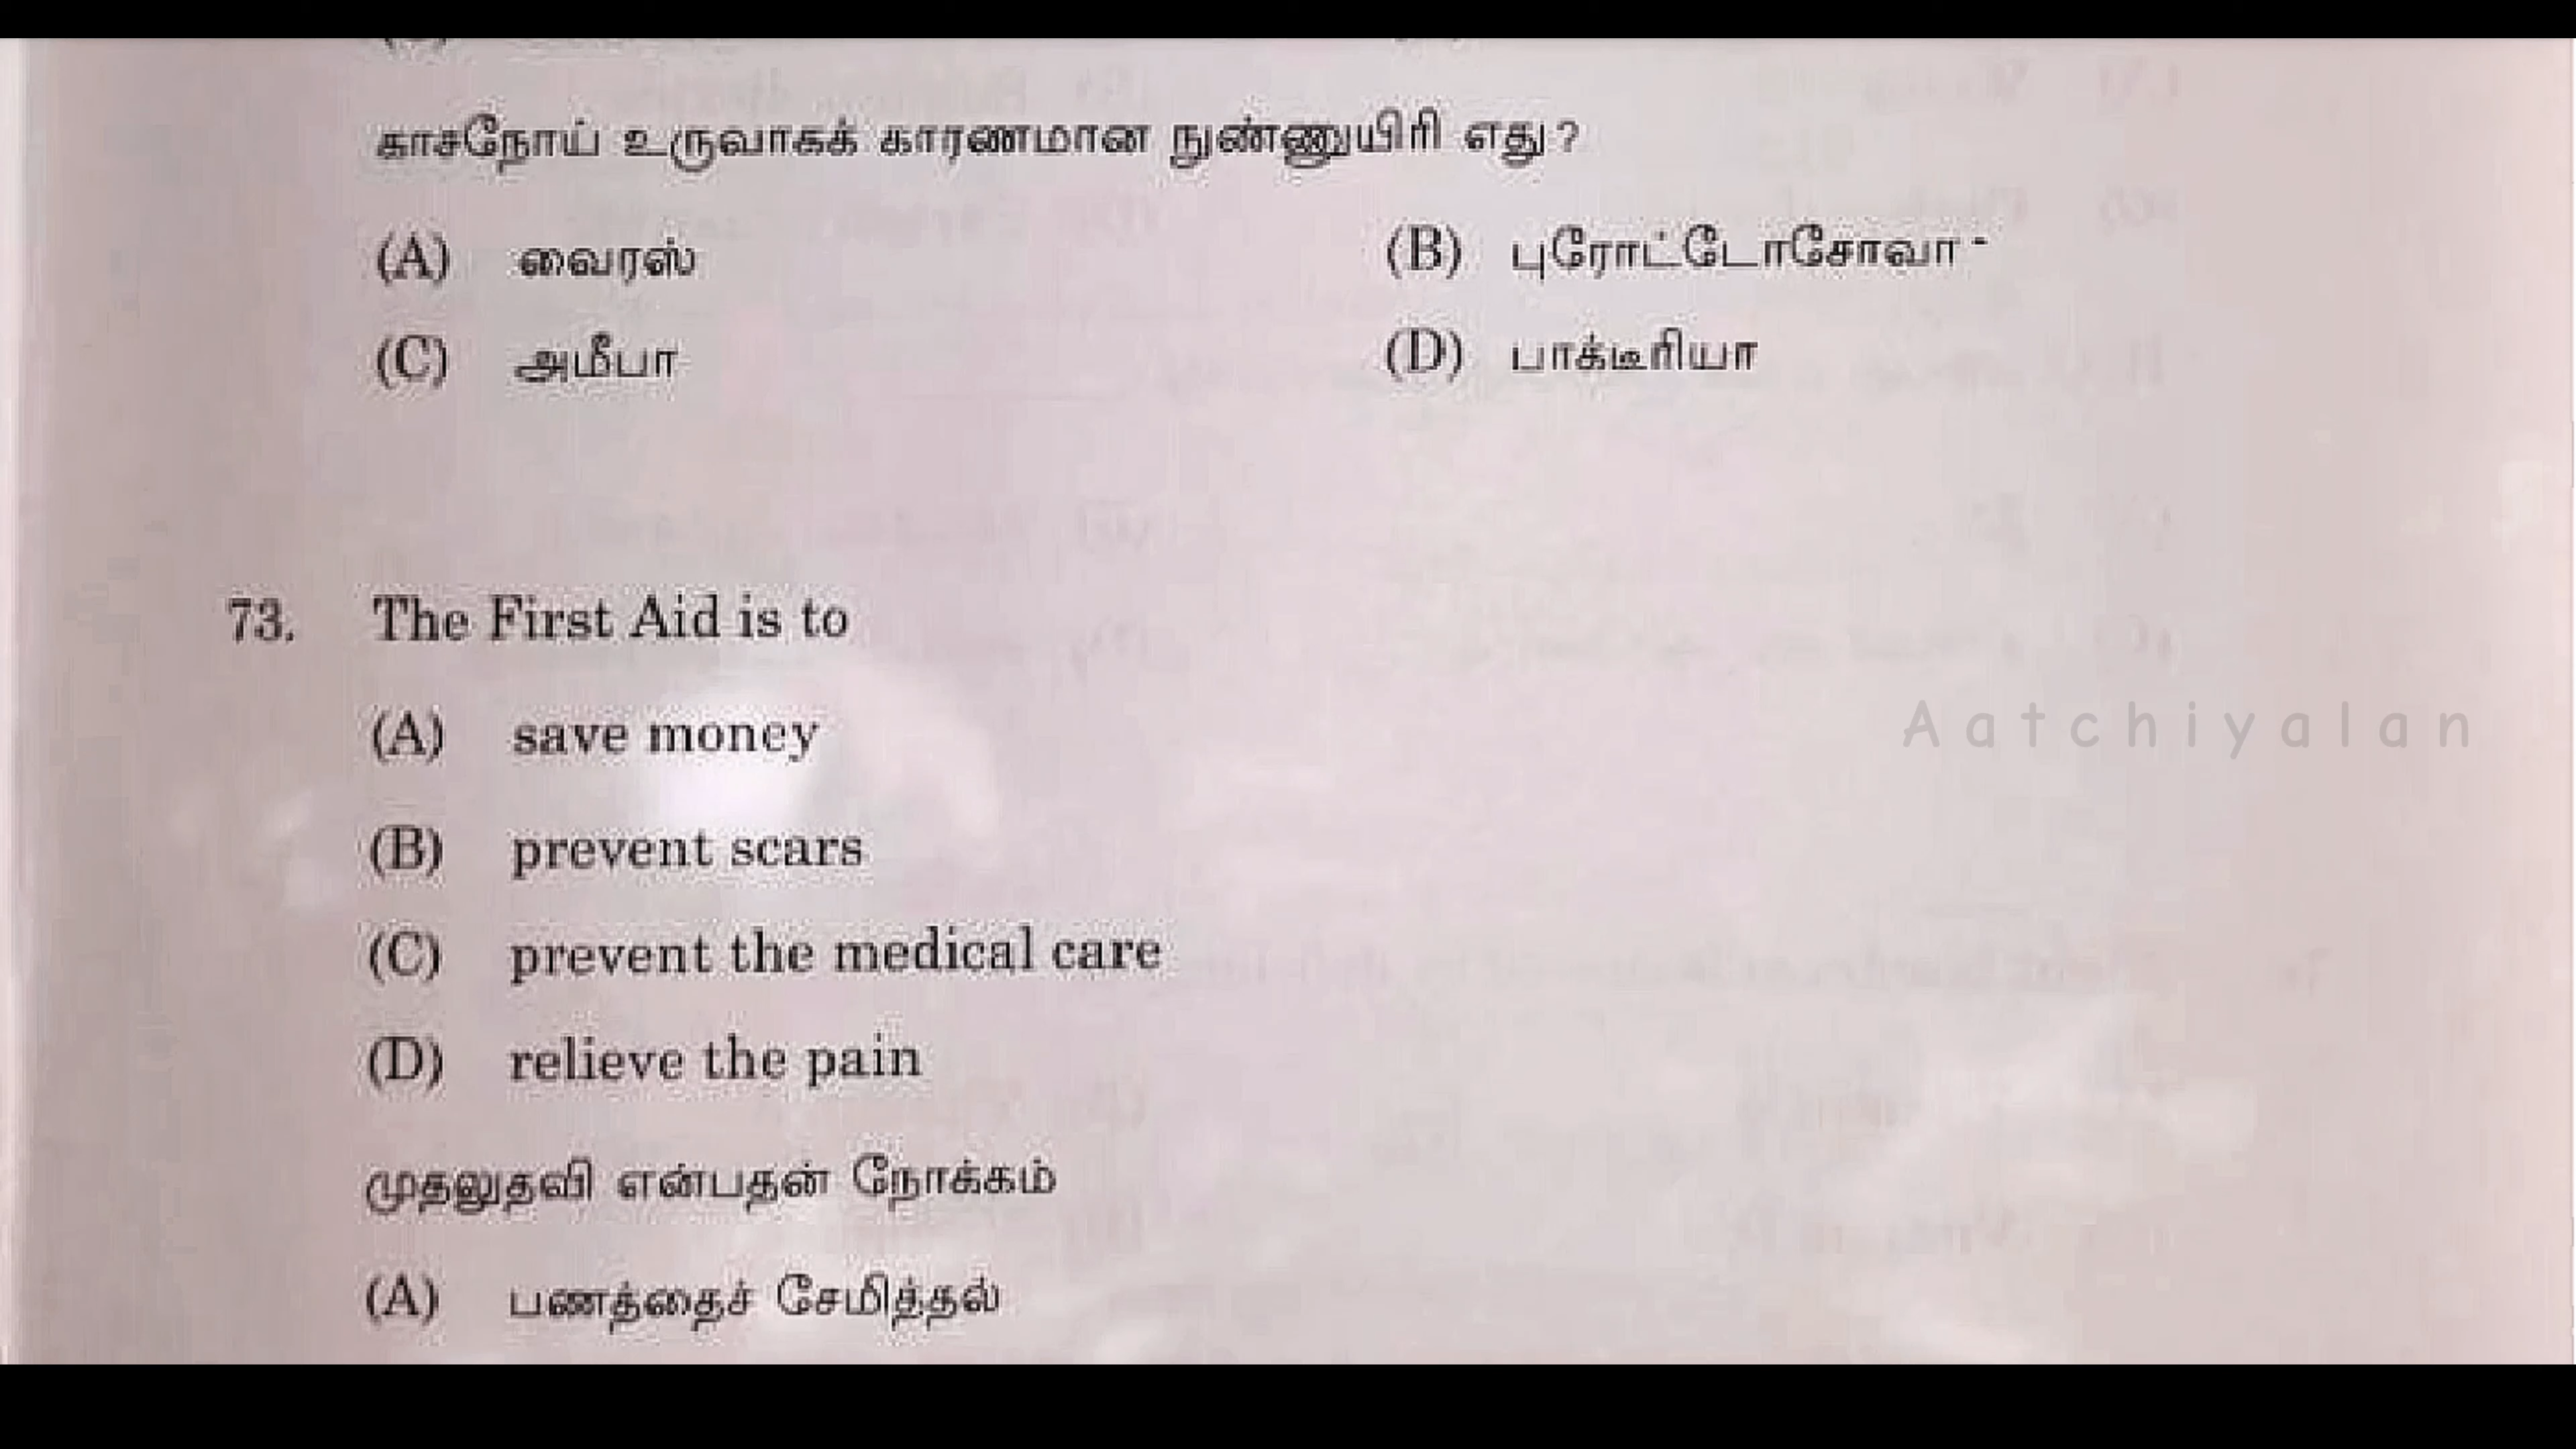 காசநோய் உருவாகக் காரணமான நுண்ணுயிரி எது?
(A) வைரஸ் (B) புரோட்டோசோவா -
(C) அமீபா (D) பாக்டீரியா
73. The First Aid is to
(A) save money
Aatchiyalan
(B) prevent scars
(C) prevent the medical care
(D) relieve the pain
முதலுதவி என்பதன் நோக்கம்
(A) பணத்தைச் சேமித்தல்